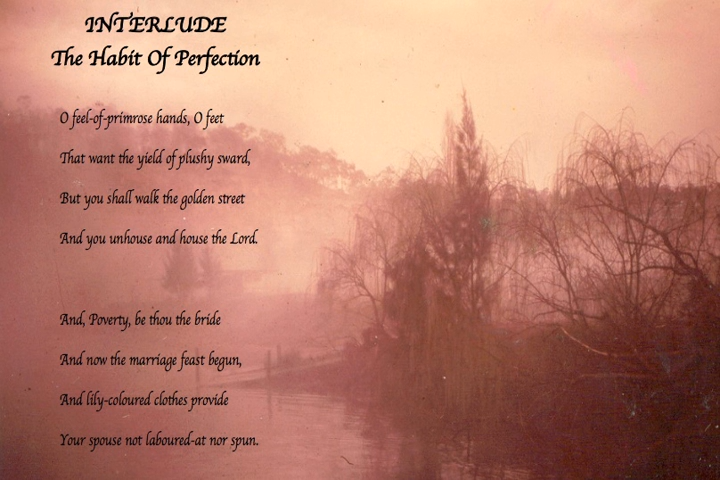 INTERLUDE
The Habit Of Perfection
O feel-of-primrose hands, O feet
That want the yield of plushy sward,
But you shall walk the golden street
And you unhouse and house the Lord.
And, Poverty, be thou the bride
And now the marriage feast begun,
And lily-coloured clothes provide
Your spouse not laboured-at nor spun.